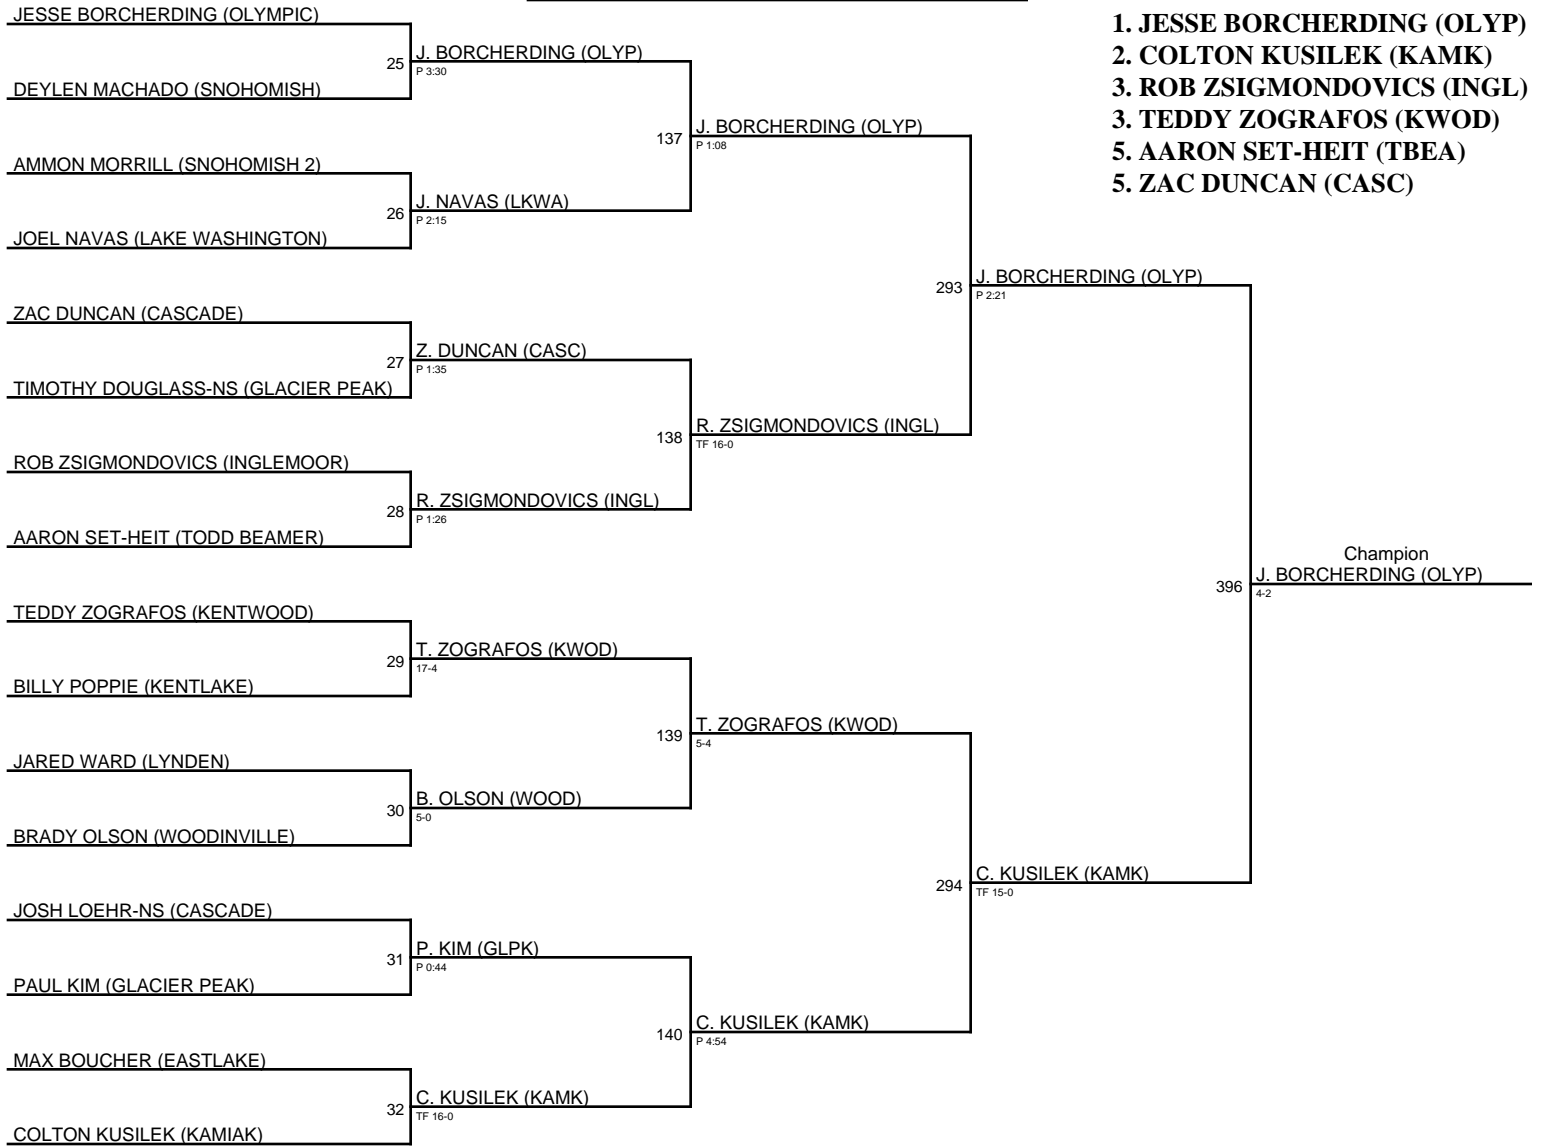 JESSE BORCHERDING (OLYMPIC)
25
J. BORCHERDING (OLYP)
P 3:30
DEYLEN MACHADO (SNOHOMISH)
137
J. BORCHERDING (OLYP)
P 1:08
AMMON MORRILL (SNOHOMISH 2)
26
J. NAVAS (LKWA)
P 2:15
JOEL NAVAS (LAKE WASHINGTON)
293
J. BORCHERDING (OLYP)
P 2:21
ZAC DUNCAN (CASCADE)
27
Z. DUNCAN (CASC)
P 1:35
TIMOTHY DOUGLASS-NS (GLACIER PEAK)
138
R. ZSIGMONDOVICS (INGL)
TF 16-0
ROB ZSIGMONDOVICS (INGLEMOOR)
28
R. ZSIGMONDOVICS (INGL)
P 1:26
AARON SET-HEIT (TODD BEAMER)
396
Champion
J. BORCHERDING (OLYP)
4-2
TEDDY ZOGRAFOS (KENTWOOD)
29
T. ZOGRAFOS (KWOD)
17-4
BILLY POPPIE (KENTLAKE)
139
T. ZOGRAFOS (KWOD)
5-4
JARED WARD (LYNDEN)
30
B. OLSON (WOOD)
5-0
BRADY OLSON (WOODINVILLE)
294
C. KUSILEK (KAMK)
TF 15-0
JOSH LOEHR-NS (CASCADE)
31
P. KIM (GLPK)
P 0:44
PAUL KIM (GLACIER PEAK)
140
C. KUSILEK (KAMK)
P 4:54
MAX BOUCHER (EASTLAKE)
32
C. KUSILEK (KAMK)
TF 16-0
COLTON KUSILEK (KAMIAK)
1. JESSE BORCHERDING (OLYP)
2. COLTON KUSILEK (KAMK)
3. ROB ZSIGMONDOVICS (INGL)
3. TEDDY ZOGRAFOS (KWOD)
5. AARON SET-HEIT (TBEA)
5. ZAC DUNCAN (CASC)